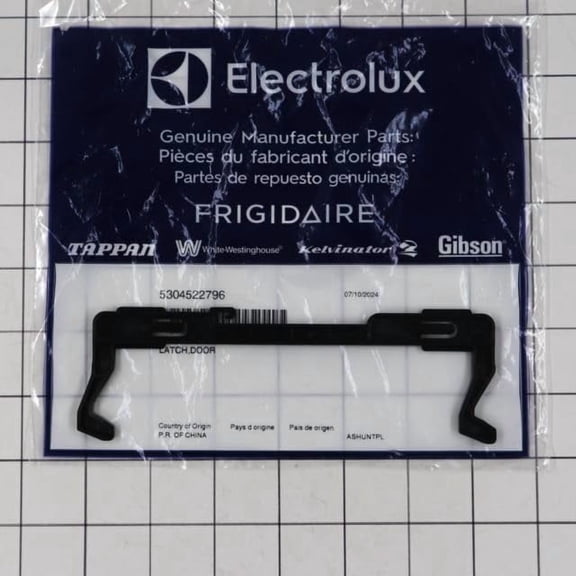 Electrolux
Genuine Manufacturer Parts:
Pièces du fabricant d'origine:
Partes de repuesto genuinas:
FRIGIDAIRE
TAPPAN W White-Westinghouse® Kelvinator Gibson
5304522796 07/10/2024
LATCH,DOOR
Country of Origin Pays d origine Pais de origen
P.R. OF CHINA ASHUNTPL